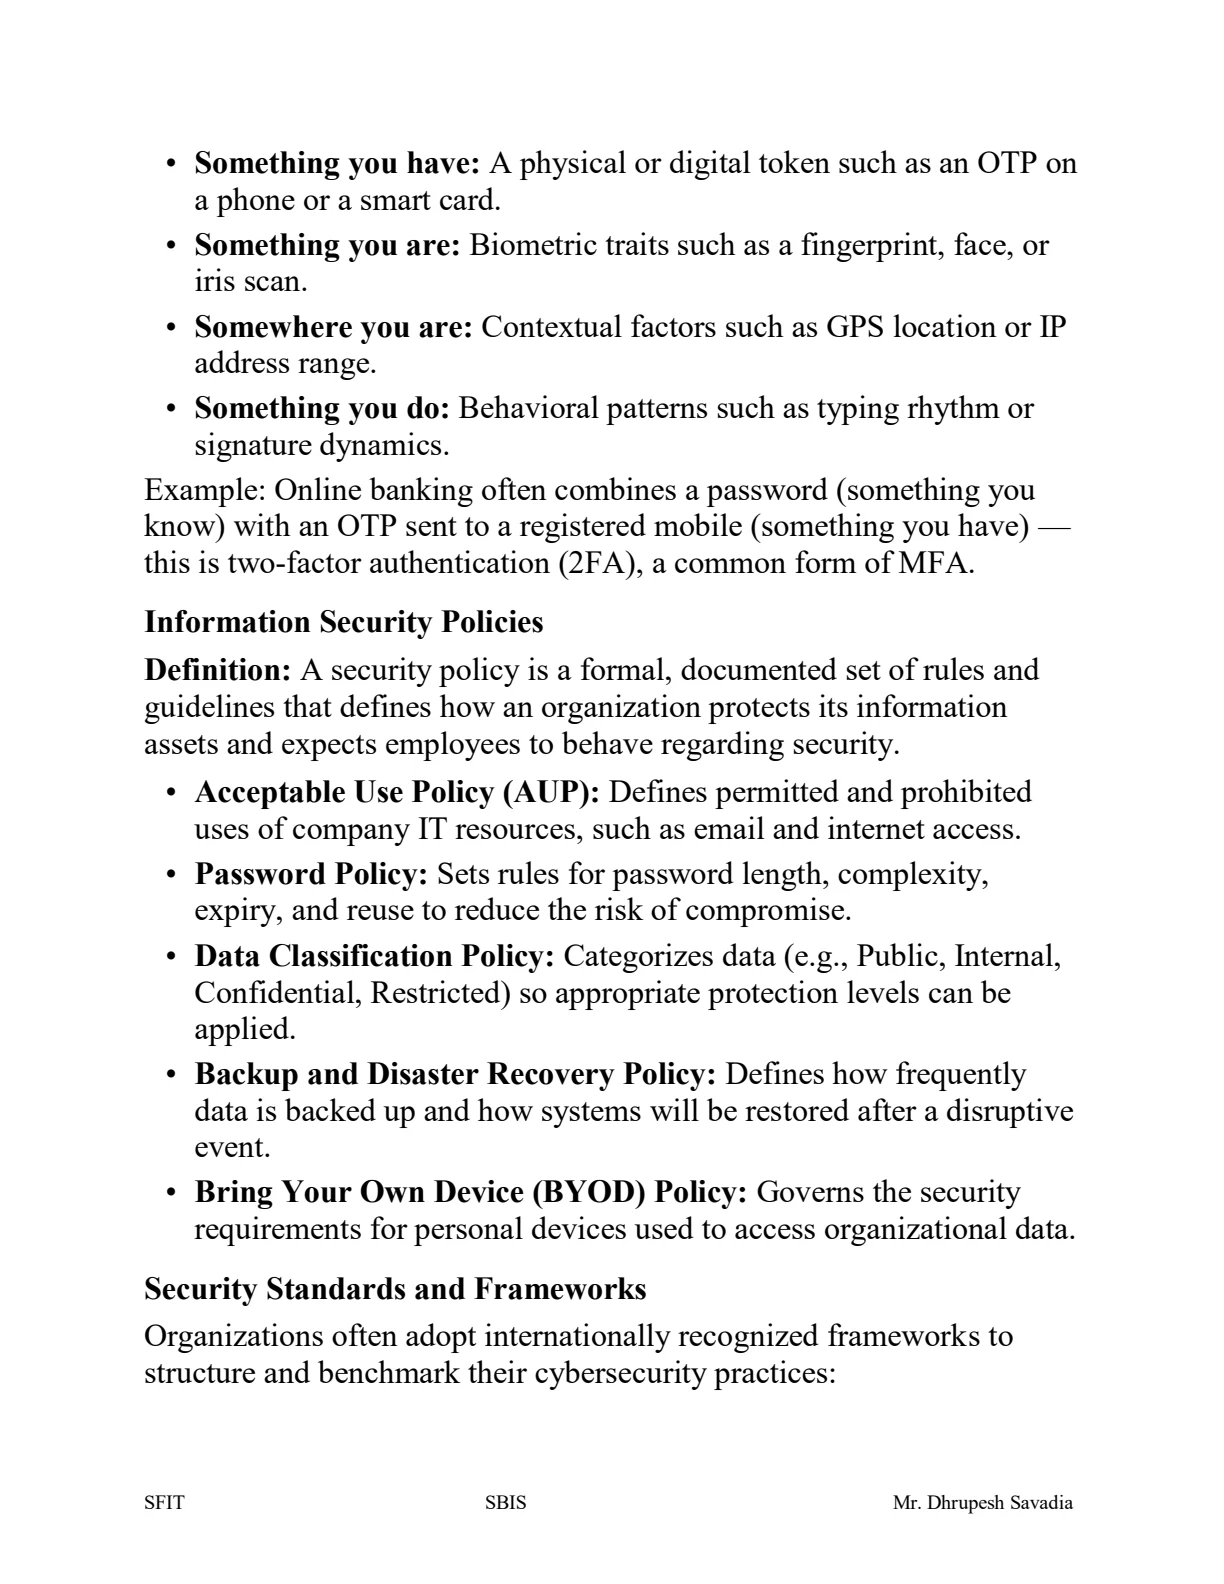 • Something you have: A physical or digital token such as an OTP on
a phone or a smart card.
• Something you are: Biometric traits such as a fingerprint, face, or
iris scan.
• Somewhere you are: Contextual factors such as GPS location or IP
address range.
• Something you do: Behavioral patterns such as typing rhythm or
signature dynamics.
Example: Online banking often combines a password (something you
know) with an OTP sent to a registered mobile (something you have) —
this is two-factor authentication (2FA), a common form of MFA.
Information Security Policies
Definition: A security policy is a formal, documented set of rules and
guidelines that defines how an organization protects its information
assets and expects employees to behave regarding security.
• Acceptable Use Policy (AUP): Defines permitted and prohibited
uses of company IT resources, such as email and internet access.
• Password Policy: Sets rules for password length, complexity,
expiry, and reuse to reduce the risk of compromise.
• Data Classification Policy: Categorizes data (e.g., Public, Internal,
Confidential, Restricted) so appropriate protection levels can be
applied.
• Backup and Disaster Recovery Policy: Defines how frequently
data is backed up and how systems will be restored after a disruptive
event.
• Bring Your Own Device (BYOD) Policy: Governs the security
requirements for personal devices used to access organizational data.
Security Standards and Frameworks
Organizations often adopt internationally recognized frameworks to
structure and benchmark their cybersecurity practices:
SFIT SBIS Mr. Dhrupesh Savadia